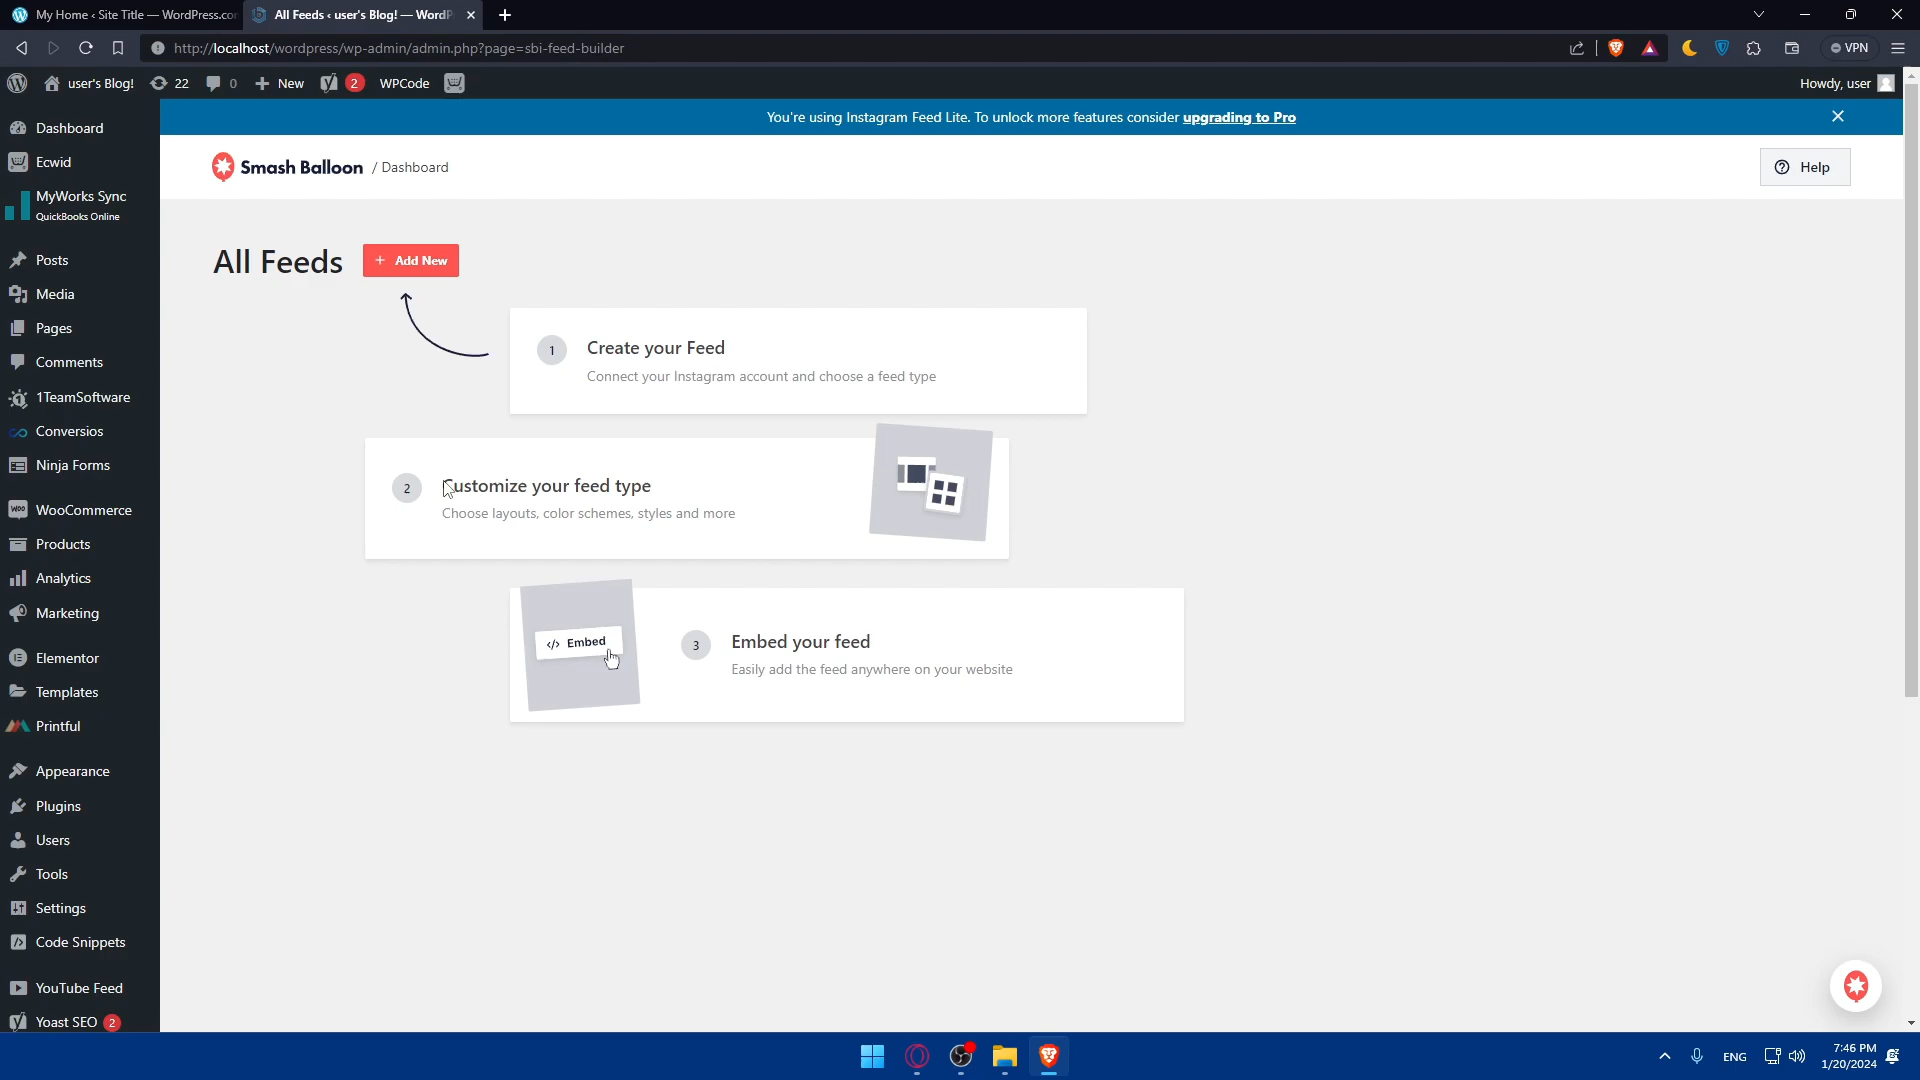 My Home ‹ Site Title — WordPress.co
All Feeds ‹ user's Blog! — WordP
http://localhost/wordpress/wp-admin/admin.php?page=sbi-feed-builder
VPN
user's Blog!
22
0
New
2
WPCode
Howdy, user
You're using Instagram Feed Lite. To unlock more features consider upgrading to Pro
Smash Balloon / Dashboard
Help
All Feeds
+ Add New
1
Create your Feed
Connect your Instagram account and choose a feed type
2
Customize your feed type
Choose layouts, color schemes, styles and more
</> Embed
3
Embed your feed
Easily add the feed anywhere on your website
Dashboard
Ecwid
MyWorks Sync
QuickBooks Online
Posts
Media
Pages
Comments
1TeamSoftware
Conversios
Ninja Forms
WooCommerce
Products
Analytics
Marketing
Elementor
Templates
Printful
Appearance
Plugins
Users
Tools
Settings
Code Snippets
YouTube Feed
Yoast SEO 2
ENG
7:46 PM
1/20/2024